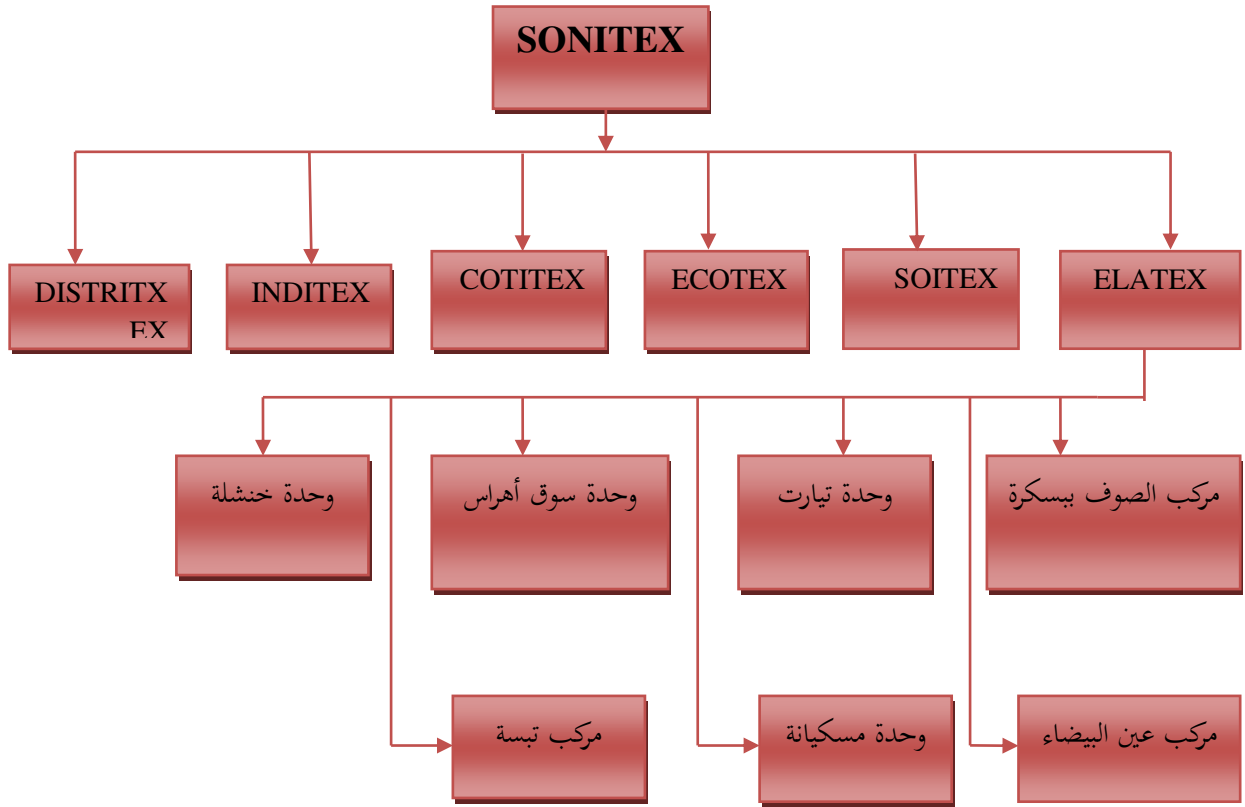 SONITEX
DISTRITX
EX
INDITEX
COTITEX
ECOTEX
SOITEX
ELATEX
وحدة خنشلة
وحدة سوق أهراس
وحدة تيارت
مركب الصوف ببسكرة
مركب تبسة
وحدة مسكيانة
مركب عين البيضاء